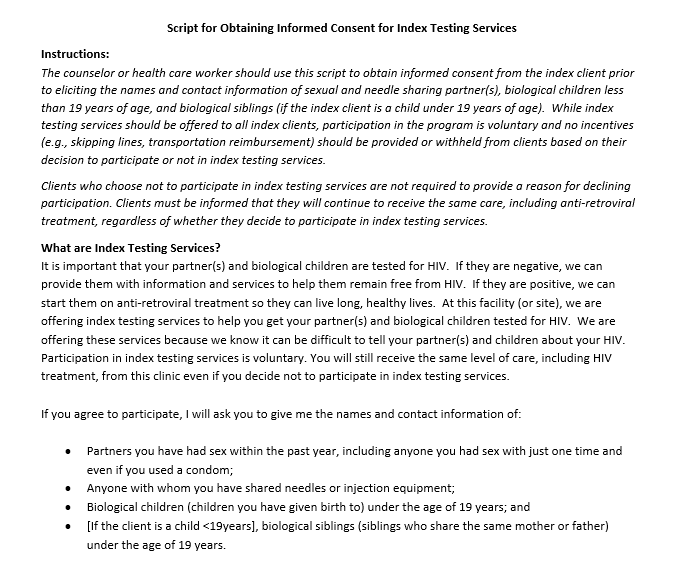 Script for Obtaining Informed Consent for Index Testing Services
Instructions:
The counselor or health care worker should use this script to obtain informed consent from the index client prior
to eliciting the names and contact information of sexual and needle sharing partner(s), biological children less
than 19 years of age, and biological siblings (if the index client is a child under 19 years of age).  While index
testing services should be offered to all index clients, participation in the program is voluntary and no incentives
(e.g., skipping lines, transportation reimbursement) should be provided or withheld from clients based on their
decision to participate or not in index testing services.
Clients who choose not to participate in index testing services are not required to provide a reason for declining
participation. Clients must be informed that they will continue to receive the same care, including anti-retroviral
treatment, regardless of whether they decide to participate in index testing services.
What are Index Testing Services?
It is important that your partner(s) and biological children are tested for HIV.  If they are negative, we can
provide them with information and services to help them remain free from HIV.  If they are positive, we can
start them on anti-retroviral treatment so they can live long, healthy lives.  At this facility (or site), we are
offering index testing services to help you get your partner(s) and biological children tested for HIV.  We are
offering these services because we know it can be difficult to tell your partner(s) and children about your HIV.
Participation in index testing services is voluntary. You will still receive the same level of care, including HIV
treatment, from this clinic even if you decide not to participate in index testing services.
If you agree to participate, I will ask you to give me the names and contact information of:
• Partners you have had sex within the past year, including anyone you had sex with just one time and
even if you used a condom;
• Anyone with whom you have shared needles or injection equipment;
• Biological children (children you have given birth to) under the age of 19 years; and
• [If the client is a child <19years], biological siblings (siblings who share the same mother or father)
under the age of 19 years.